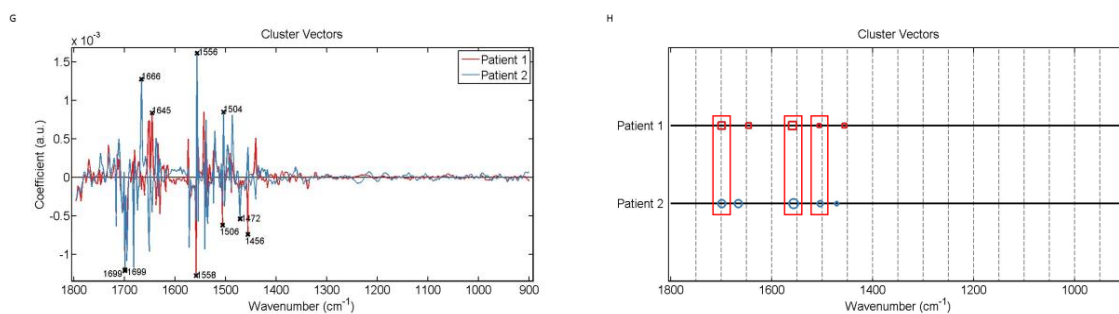 G
Cluster Vectors
x 10⁻³
Coefficient (a.u.)
1.5
1
0.5
0
-0.5
-1
1556
1666
1645
1504
1472
1506
1456
1699
1699
1558
Patient 1
Patient 2
1800 1700 1600 1500 1400 1300 1200 1100 1000 900
Wavenumber (cm⁻¹)
H
Cluster Vectors
Patient 1
Patient 2
1800 1600 1400 1200 1000
Wavenumber (cm⁻¹)